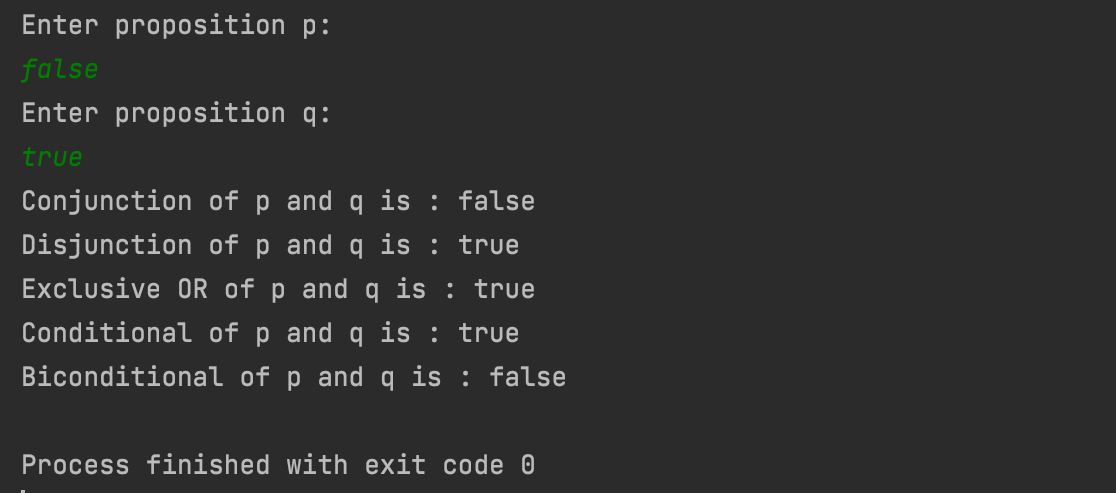 Enter proposition p:
false
Enter proposition q:
true
Conjunction of p and q is : false
Disjunction of p and q is : true
Exclusive OR of p and q is : true
Conditional of p and q is : true
Biconditional of p and q is : false
Process finished with exit code 0